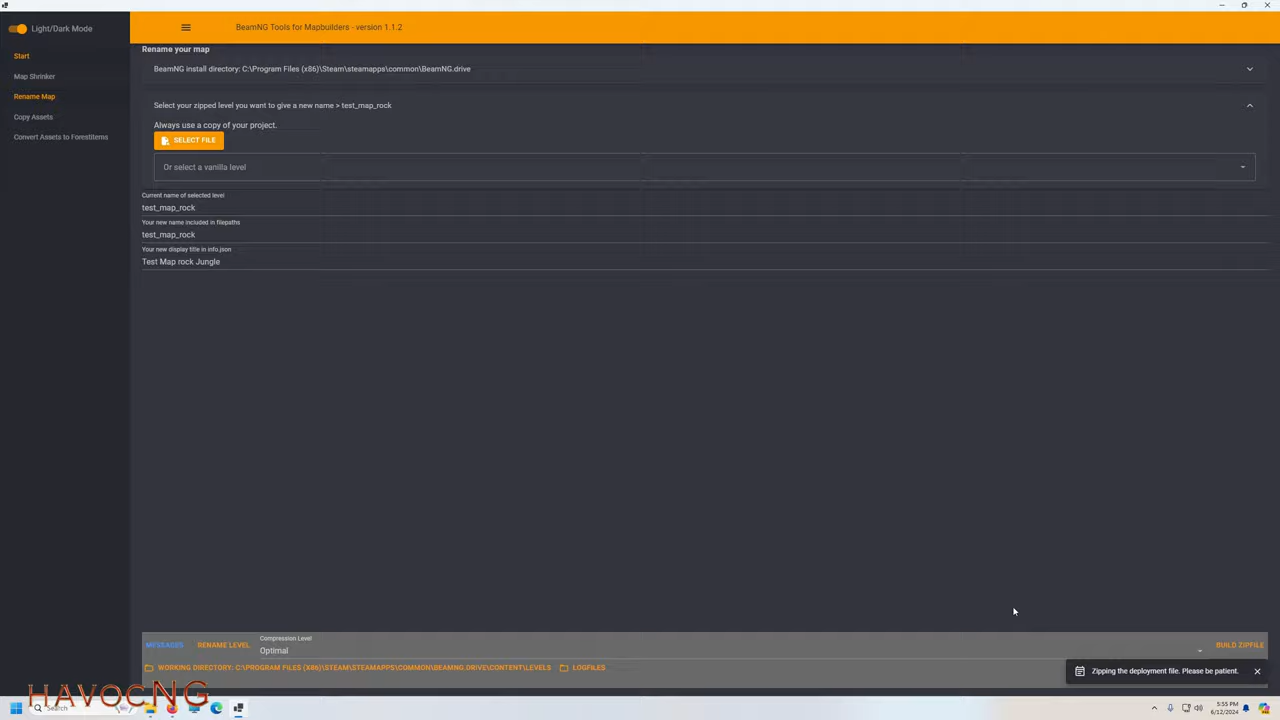 Light/Dark Mode
BeamNG Tools for Mapbuilders - version 1.1.2
Start
Map Shrinker
Rename Map
Copy Assets
Convert Assets to Forestitems
Rename your map
BeamNG install directory: C:\Program Files (x86)\Steam\steamapps\common\BeamNG.drive
Select your zipped level you want to give a new name > test_map_rock
Always use a copy of your project.
SELECT FILE
Or select a vanilla level
Current name of selected level
test_map_rock
Your new name included in filepaths
test_map_rock
Your new display title in info.json
Test Map rock Jungle
MESSAGES
RENAME LEVEL
Compression Level
Optimal
BUILD ZIPFILE
WORKING DIRECTORY: C:\PROGRAM FILES (X86)\STEAM\STEAMAPPS\COMMON\BEAMNG.DRIVE\CONTENT\LEVELS
LOGFILES
Zipping the deployment file. Please be patient.
HAVOCNG
Search
5:55 PM
6/12/2024